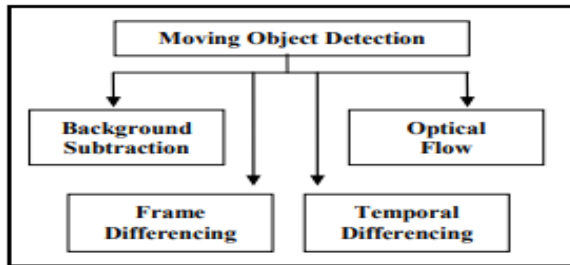 Moving Object Detection
Background
Subtraction
Optical
Flow
Frame
Differencing
Temporal
Differencing